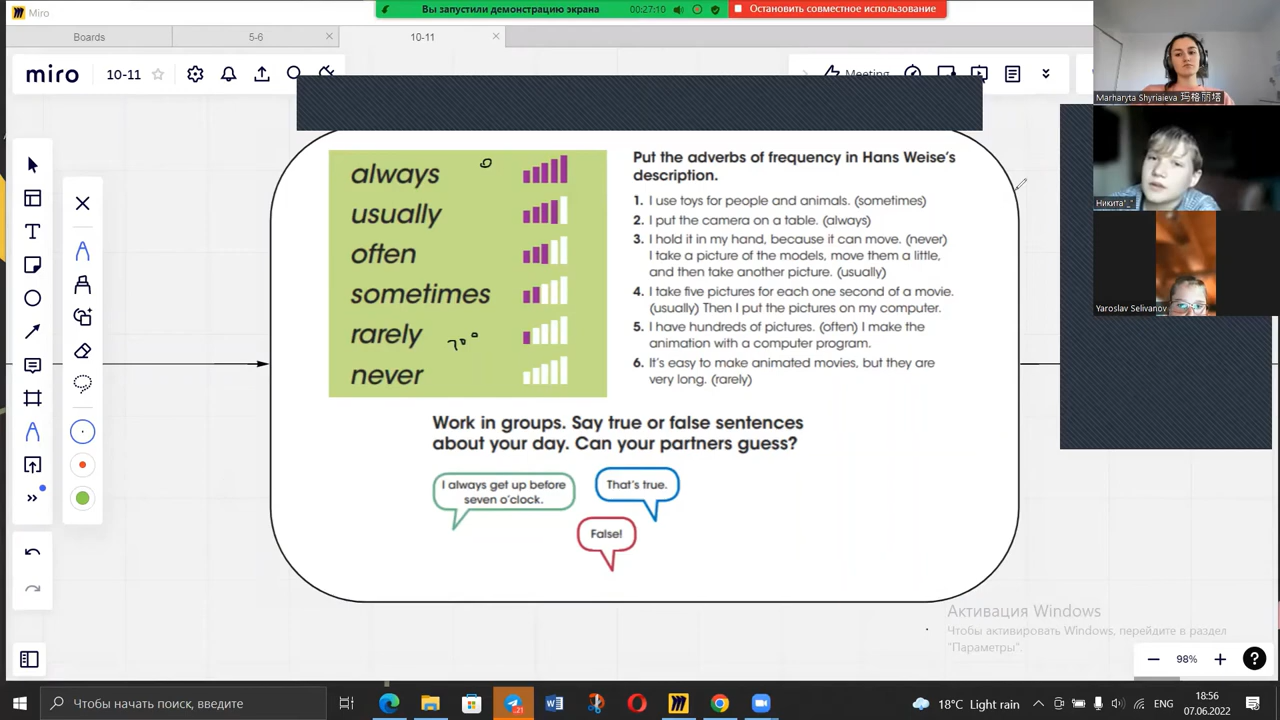 Miro
Вы запустили демонстрацию экрана
00:27:10
Остановить совместное использование
Boards
5-6
10-11
miro
10-11
Meeting
Marharyta Shyriaieva 玛格丽塔
Никита"_"
Yaroslav Selivanov
always
usually
often
sometimes
rarely
never
Put the adverbs of frequency in Hans Weise's
description.
1. I use toys for people and animals. (sometimes)
2. I put the camera on a table. (always)
3. I hold it in my hand, because it can move. (never)
I take a picture of the models, move them a little,
and then take another picture. (usually)
4. I take five pictures for each one second of a movie.
(usually) Then I put the pictures on my computer.
5. I have hundreds of pictures. (often) I make the
animation with a computer program.
6. It's easy to make animated movies, but they are
very long. (rarely)
Work in groups. Say true or false sentences
about your day. Can your partners guess?
I always get up before
seven o'clock.
That's true.
False!
Активация Windows
Чтобы активировать Windows, перейдите в раздел
"Параметры".
98%
Чтобы начать поиск, введите
18°C Light rain
ENG
18:56
07.06.2022